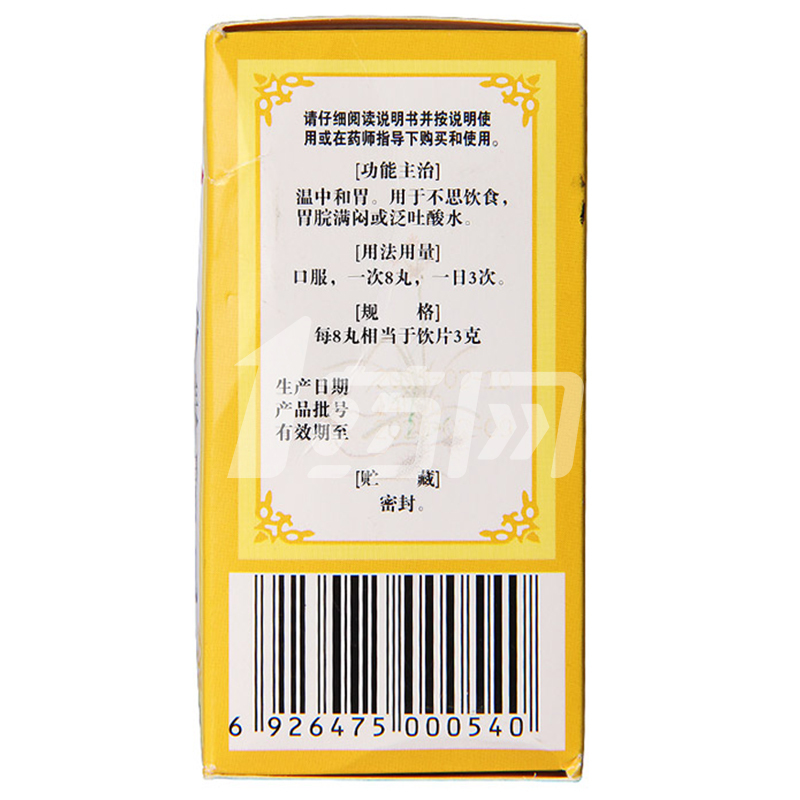 请仔细阅读说明书并按说明使
用或在药师指导下购买和使用。
[功能主治]
温中和胃。用于不思饮食,
胃脘满闷或泛吐酸水。
[用法用量]
口服,一次8丸,一日3次。
[规 格]
每8丸相当于饮片3克
生产日期
产品批号
有效期至
[贮 藏]
密封。
1药网
6 926475 000540